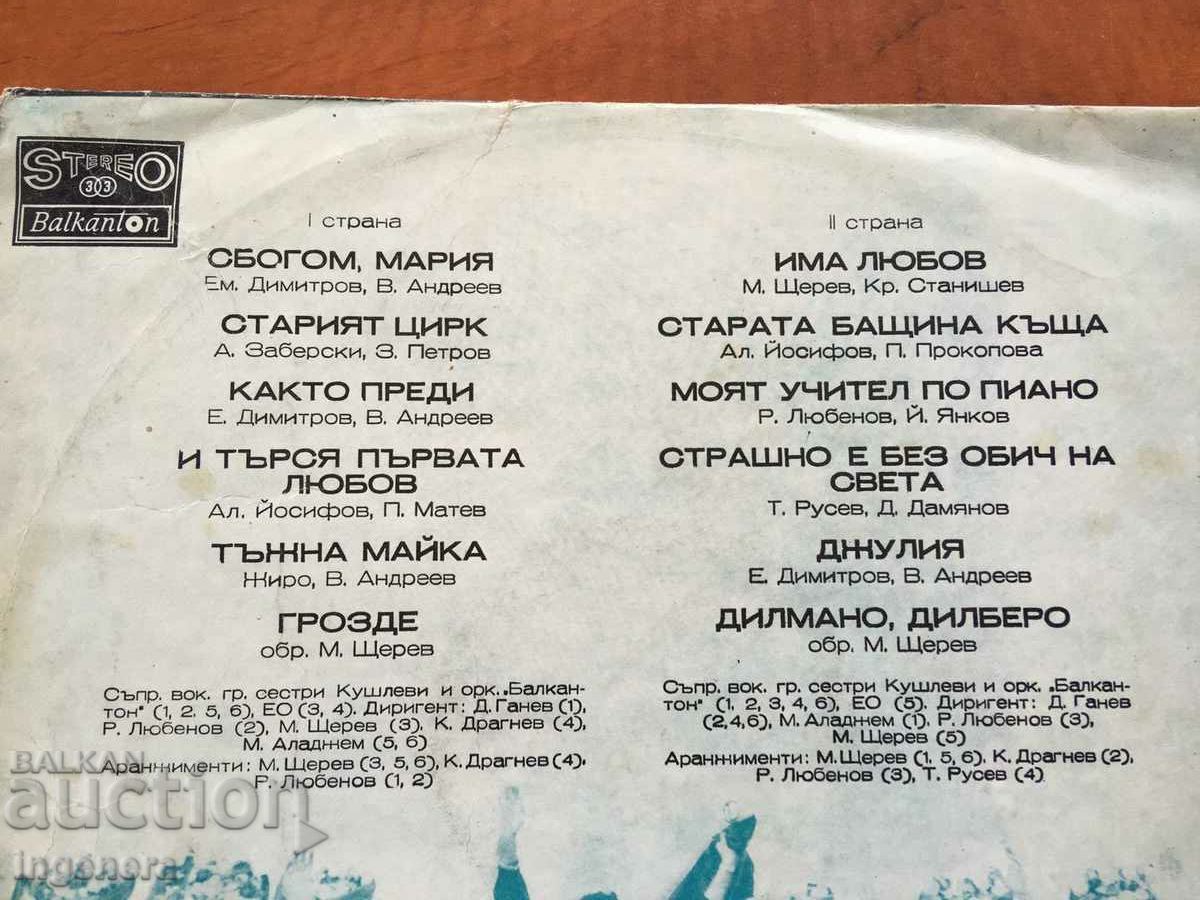 STEREO
33
Balkanton
I страна
СБОГОМ, МАРИЯ
Ем. Димитров, В. Андреев
СТАРИЯТ ЦИРК
А. Заберски, З. Петров
КАКТО ПРЕДИ
Е. Димитров, В. Андреев
И ТЪРСЯ ПЪРВАТА
ЛЮБОВ
Ал. Йосифов, П. Матев
ТЪЖНА МАЙКА
Жиро, В. Андреев
ГРОЗДЕ
обр. М. Щерев
Съпр. вок. гр. сестри Кушлеви и орк. „Балкан-
тон" (1, 2. 5, 6), ЕО (3, 4). Диригент: Д. Ганев (1),
Р. Любенов (2), М. Щерев (3), К. Драгнев (4),
М. Аладжем (5, 6)
Аранжименти: М. Щерев (3, 5, 6), К. Драгнев (4),
Р. Любенов (1, 2)
II страна
ИМА ЛЮБОВ
М. Щерев, Кр. Станишев
СТАРАТА БАЩИНА КЪЩА
Ал. Йосифов, П. Прокопова
МОЯТ УЧИТЕЛ ПО ПИАНО
Р. Любенов, Й. Янков
СТРАШНО Е БЕЗ ОБИЧ НА
СВЕТА
Т. Русев, Д. Дамянов
ДЖУЛИЯ
Е. Димитров, В. Андреев
ДИЛМАНО, ДИЛБЕРО
обр. М. Щерев
Съпр. вок. гр. сестри Кушлеви и орк. „Балкан-
тон" (1, 2, 3, 4, 6), ЕО (5). Диригент: Д. Ганев
(2,4,6), М. Аладжем (1). Р. Любенов (3),
М. Щерев (5)
Аранжименти: М. Щерев (1, 5, 6). К. Драгнев (2),
Р. Любенов (3), Т. Русев (4)
BALKAN
auction
ingenera